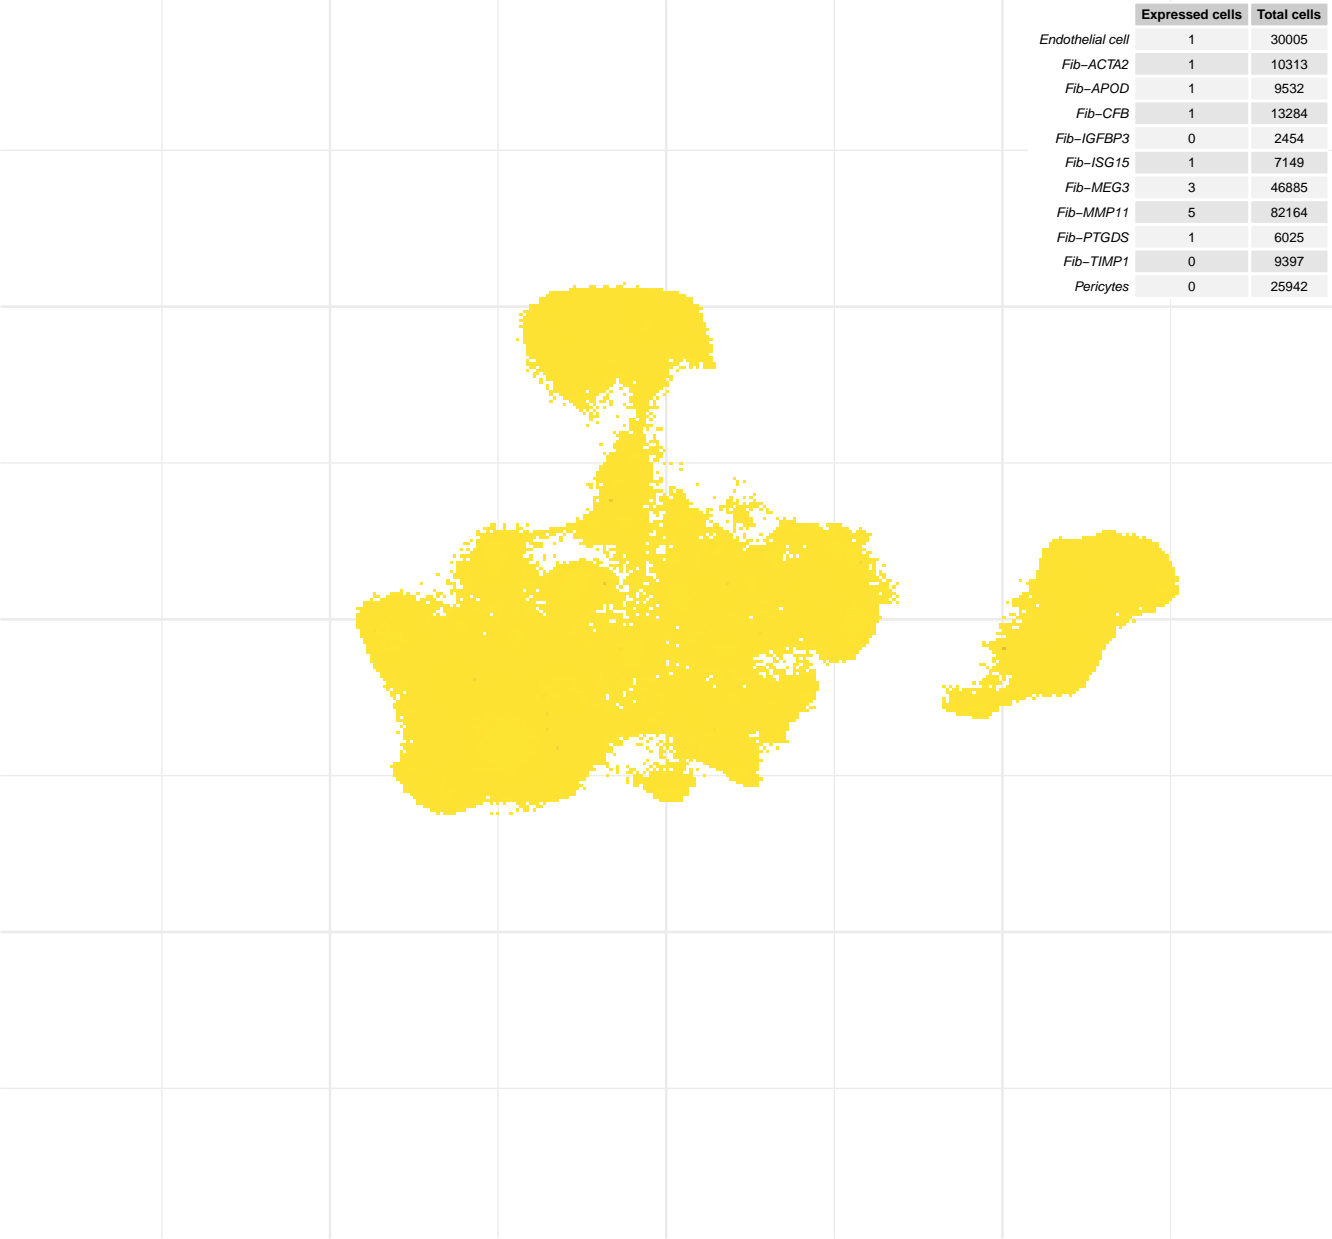 Expressed cells Total cells
Endothelial cell 1 30005
Fib−ACTA2 1 10313
Fib−APOD 1 9532
Fib−CFB 1 13284
Fib−IGFBP3 0 2454
Fib−ISG15 1 7149
Fib−MEG3 3 46885
Fib−MMP11 5 82164
Fib−PTGDS 1 6025
Fib−TIMP1 0 9397
Pericytes 0 25942